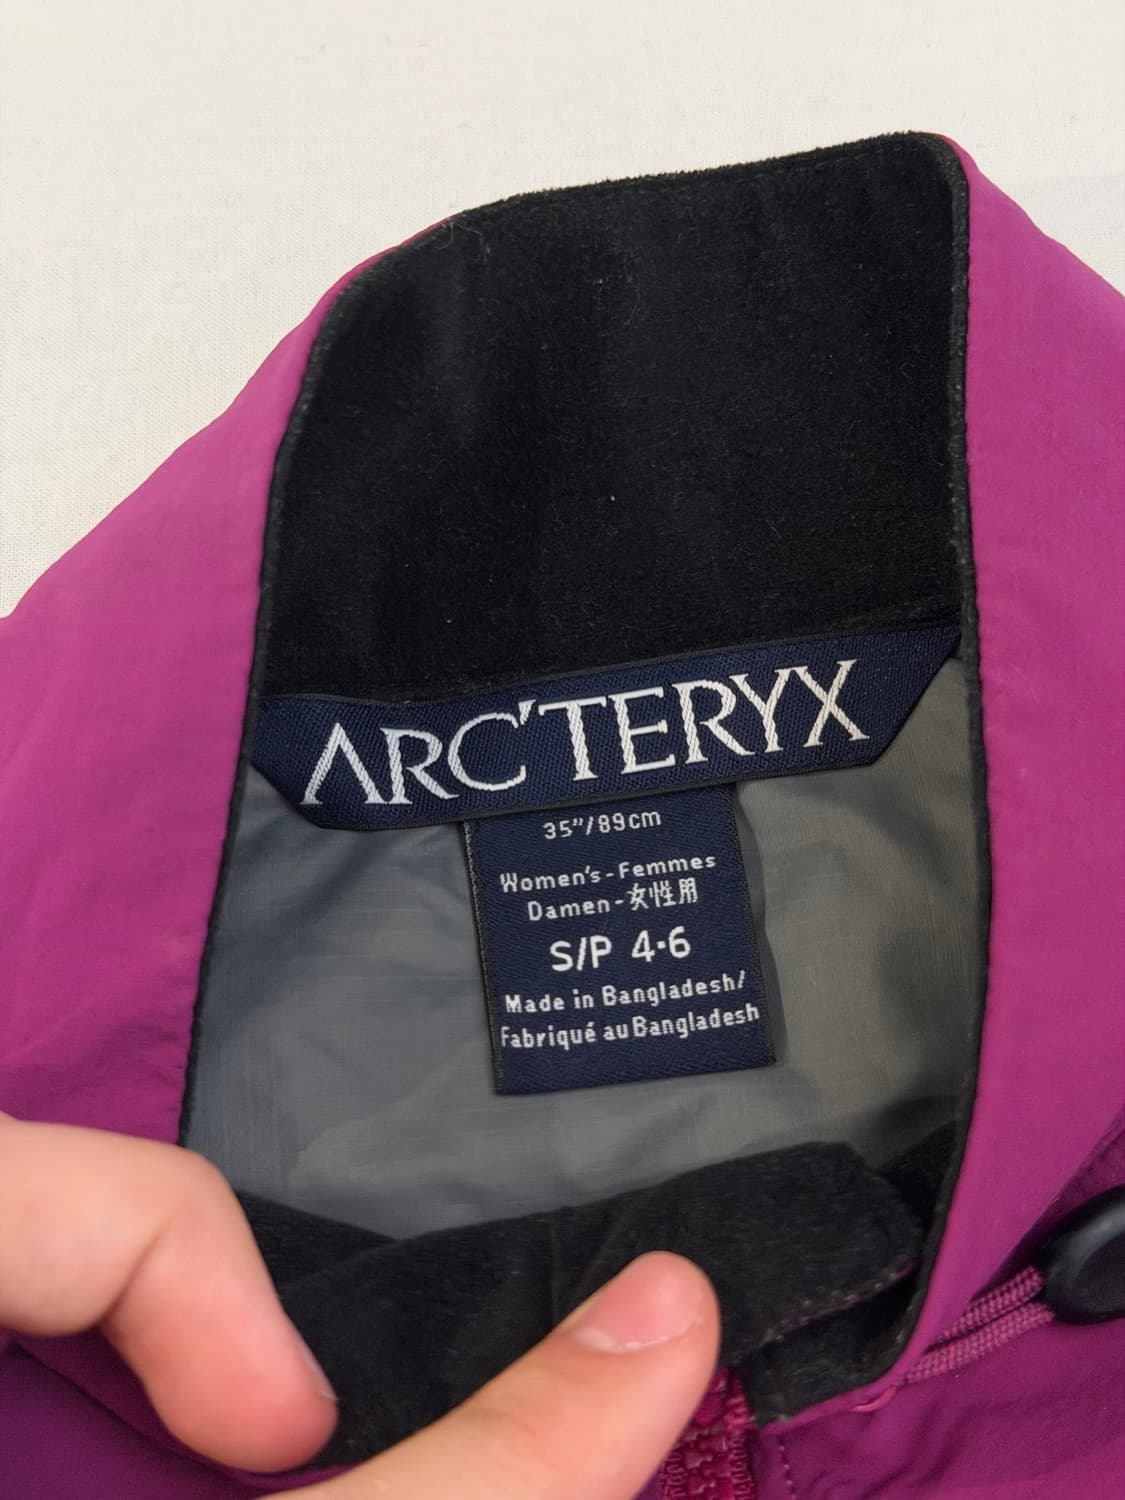 ARC'TERYX
35"/89cm
Women's-Femmes
Damen-女性用
S/P 4·6
Made in Bangladesh/
Fabriqué au Bangladesh